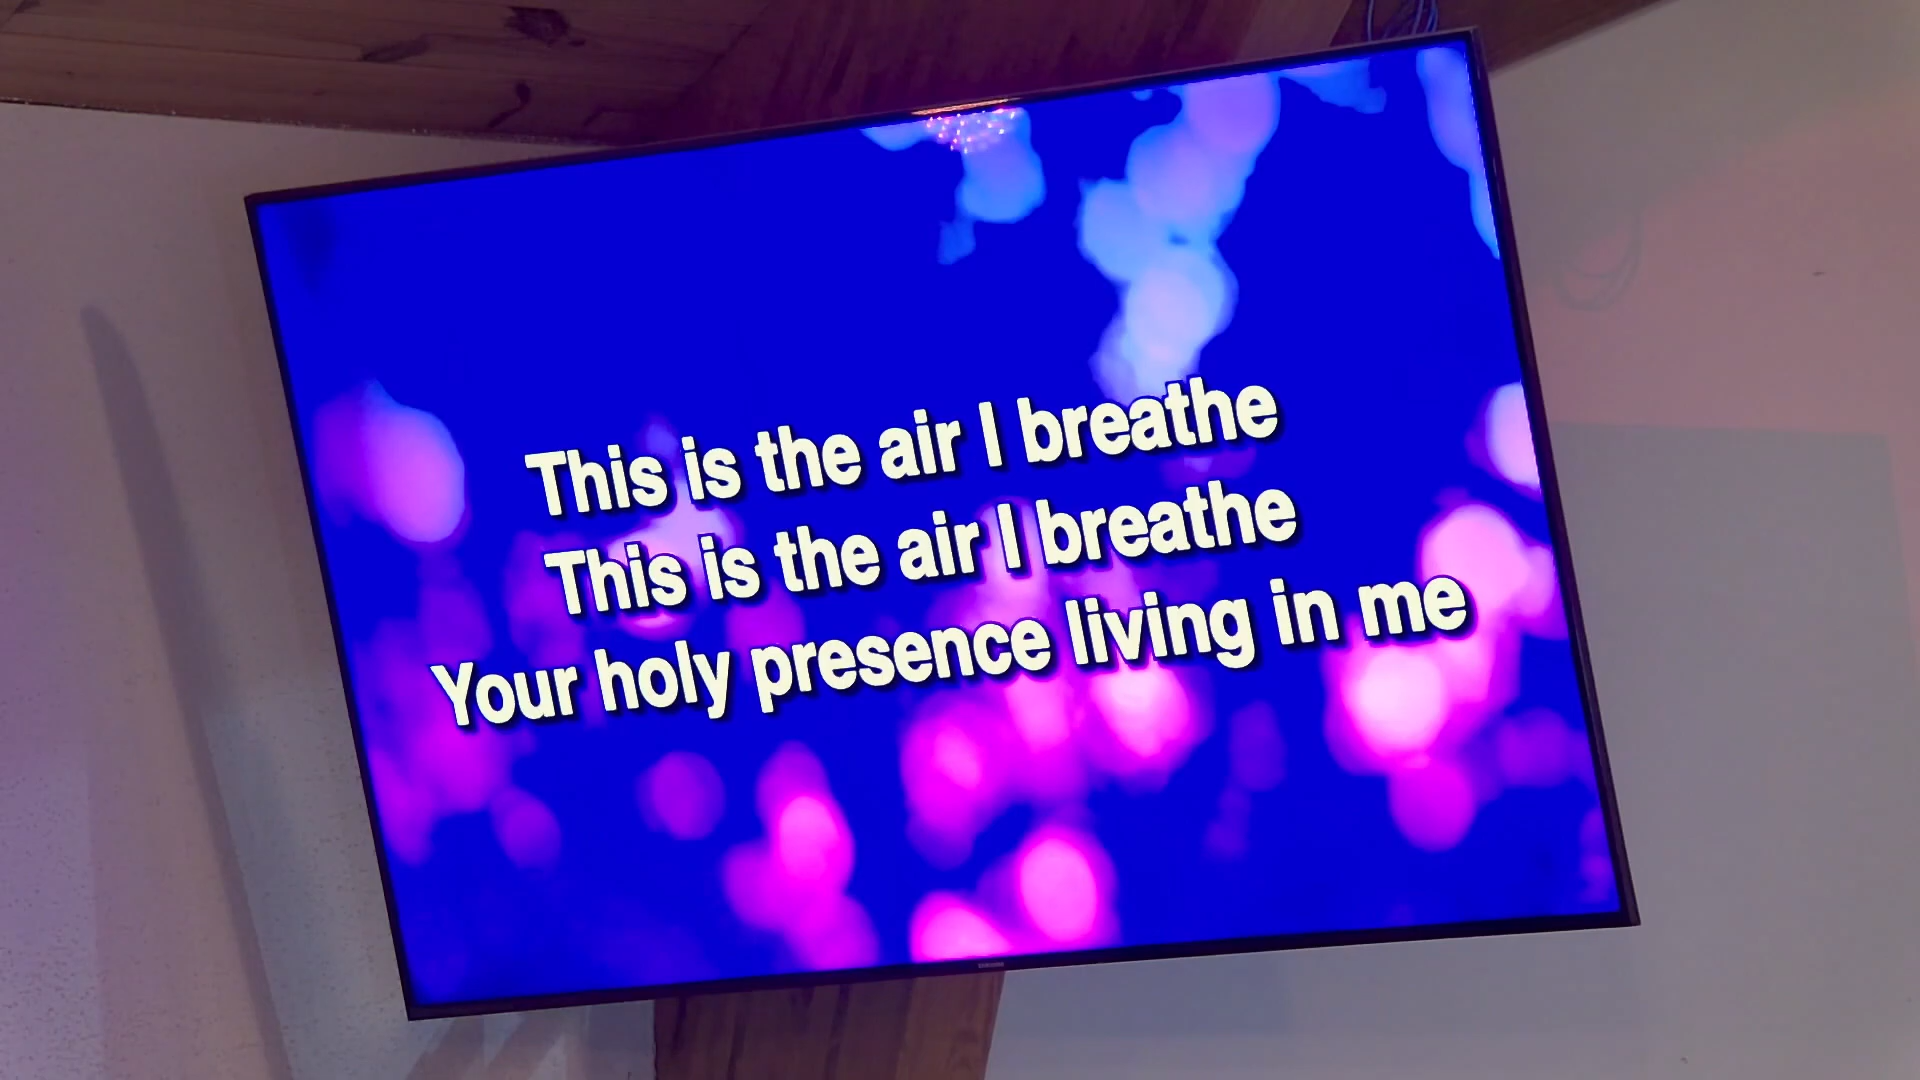 This is the air I breathe
This is the air I breathe
Your holy presence living in me